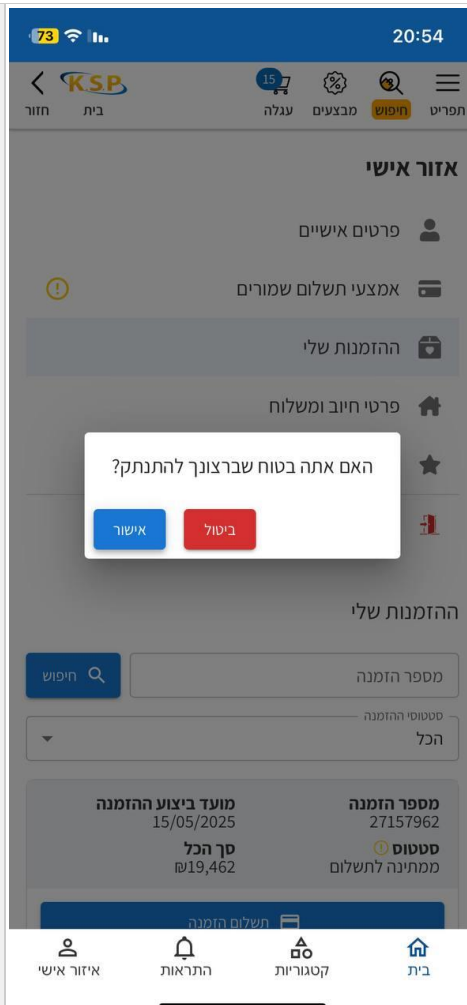 20:54
73
תפריט
חיפוש
מבצעים
15
עגלה
K.S.P
בית
חזור
אזור אישי
פרטים אישיים
אמצעי תשלום שמורים
ההזמנות שלי
פרטי חיוב ומשלוח
האם אתה בטוח שברצונך להתנתק?
ביטול
אישור
ההזמנות שלי
מספר הזמנה
חיפוש
סטטוסי ההזמנה
הכל
מספר הזמנה
27157962
מועד ביצוע ההזמנה
15/05/2025
סטטוס
ממתינה לתשלום
סך הכל
₪19,462
תשלום הזמנה
בית
קטגוריות
התראות
איזור אישי